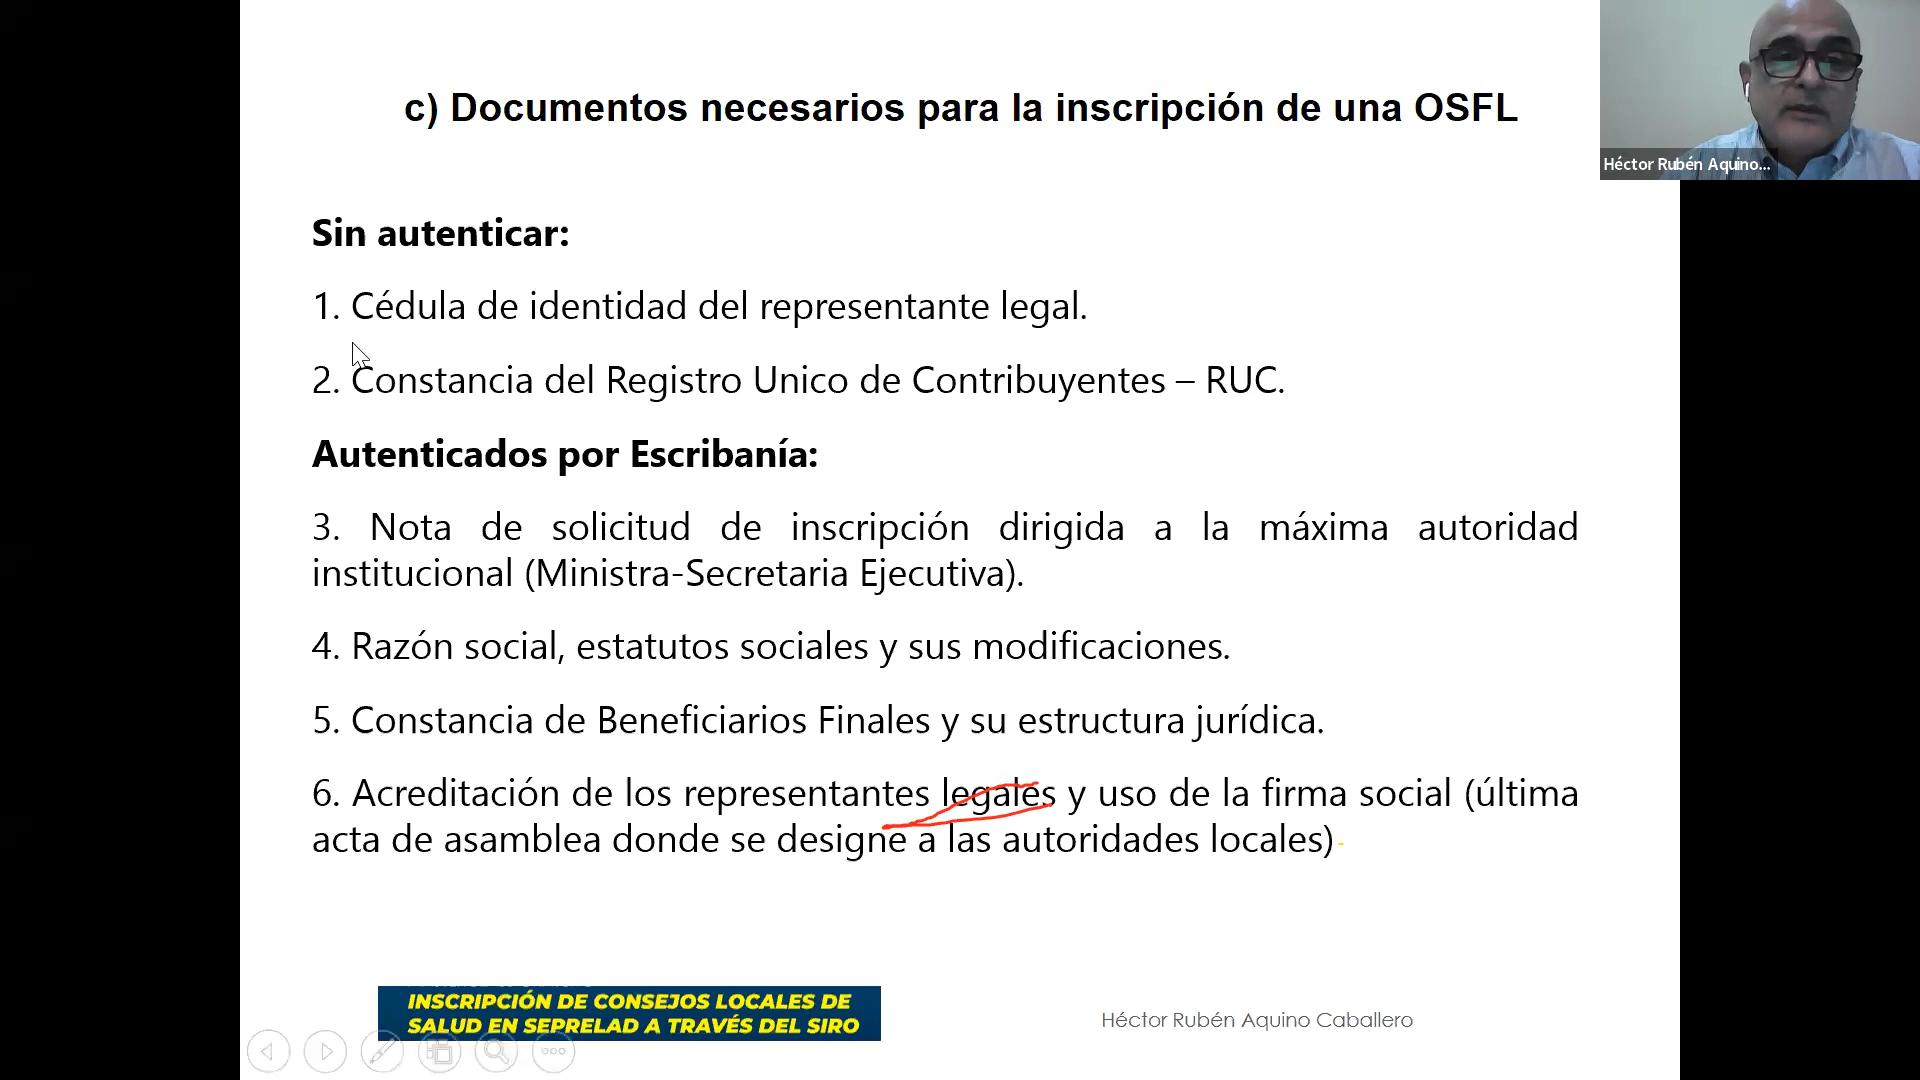 c) Documentos necesarios para la inscripción de una OSFL
Héctor Rubén Aquino...
Sin autenticar:
1. Cédula de identidad del representante legal.
2. Constancia del Registro Unico de Contribuyentes – RUC.
Autenticados por Escribanía:
3. Nota de solicitud de inscripción dirigida a la máxima autoridad
institucional (Ministra-Secretaria Ejecutiva).
4. Razón social, estatutos sociales y sus modificaciones.
5. Constancia de Beneficiarios Finales y su estructura jurídica.
6. Acreditación de los representantes legales y uso de la firma social (última
acta de asamblea donde se designe a las autoridades locales)
INSCRIPCIÓN DE CONSEJOS LOCALES DE
SALUD EN SEPRELAD A TRAVÉS DEL SIRO
Héctor Rubén Aquino Caballero